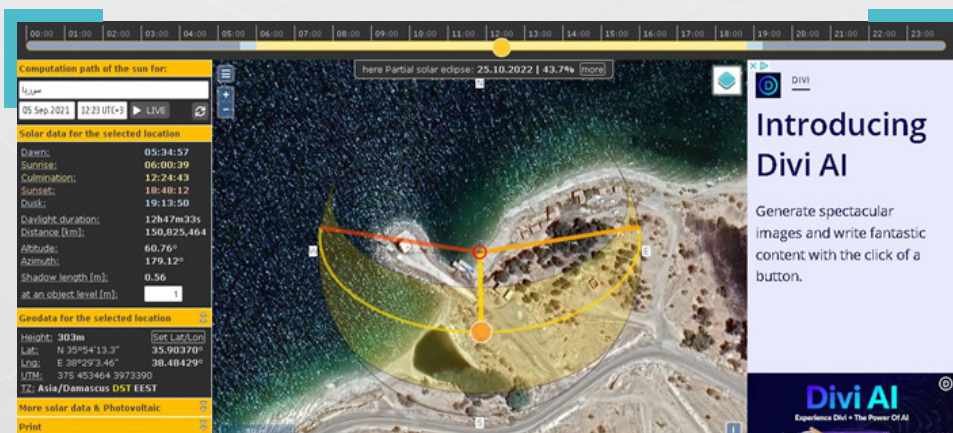 00:00 01:00 02:00 03:00 04:00 05:00 06:00 07:00 08:00 09:00 10:00 11:00 12:00 13:00 14:00 15:00 16:00 17:00 18:00 19:00 20:00 21:00 22:00 23:00
Computation path of the sun for:
سوريا
05.Sep.2021 12:23 UTC+3 LIVE
Solar data for the selected location
Dawn: 05:34:57
Sunrise: 06:00:39
Culmination: 12:24:43
Sunset: 18:48:12
Dusk: 19:13:50
Daylight duration: 12h47m33s
Distance [km]: 150,825,464
Altitude: 60.76°
Azimuth: 179.12°
Shadow length [m]: 0.56
at an object level [m]: 1
Geodata for the selected location
Height: 303m Set Lat/Lon
Lat: N 35°54'13.3" 35.90370°
Lng: E 38°29'3.46" 38.48429°
UTM: 37S 453464 3973390
TZ: Asia/Damascus DST EEST
More solar data & Photovoltaic
Print
here Partial solar eclipse: 25.10.2022 | 43.7% more
N
W
E
S
+
-
DIVI
Introducing
Divi AI
Generate spectacular
images and write fantastic
content with the click of a
button.
Divi AI
Experience Divi + The Power Of AI